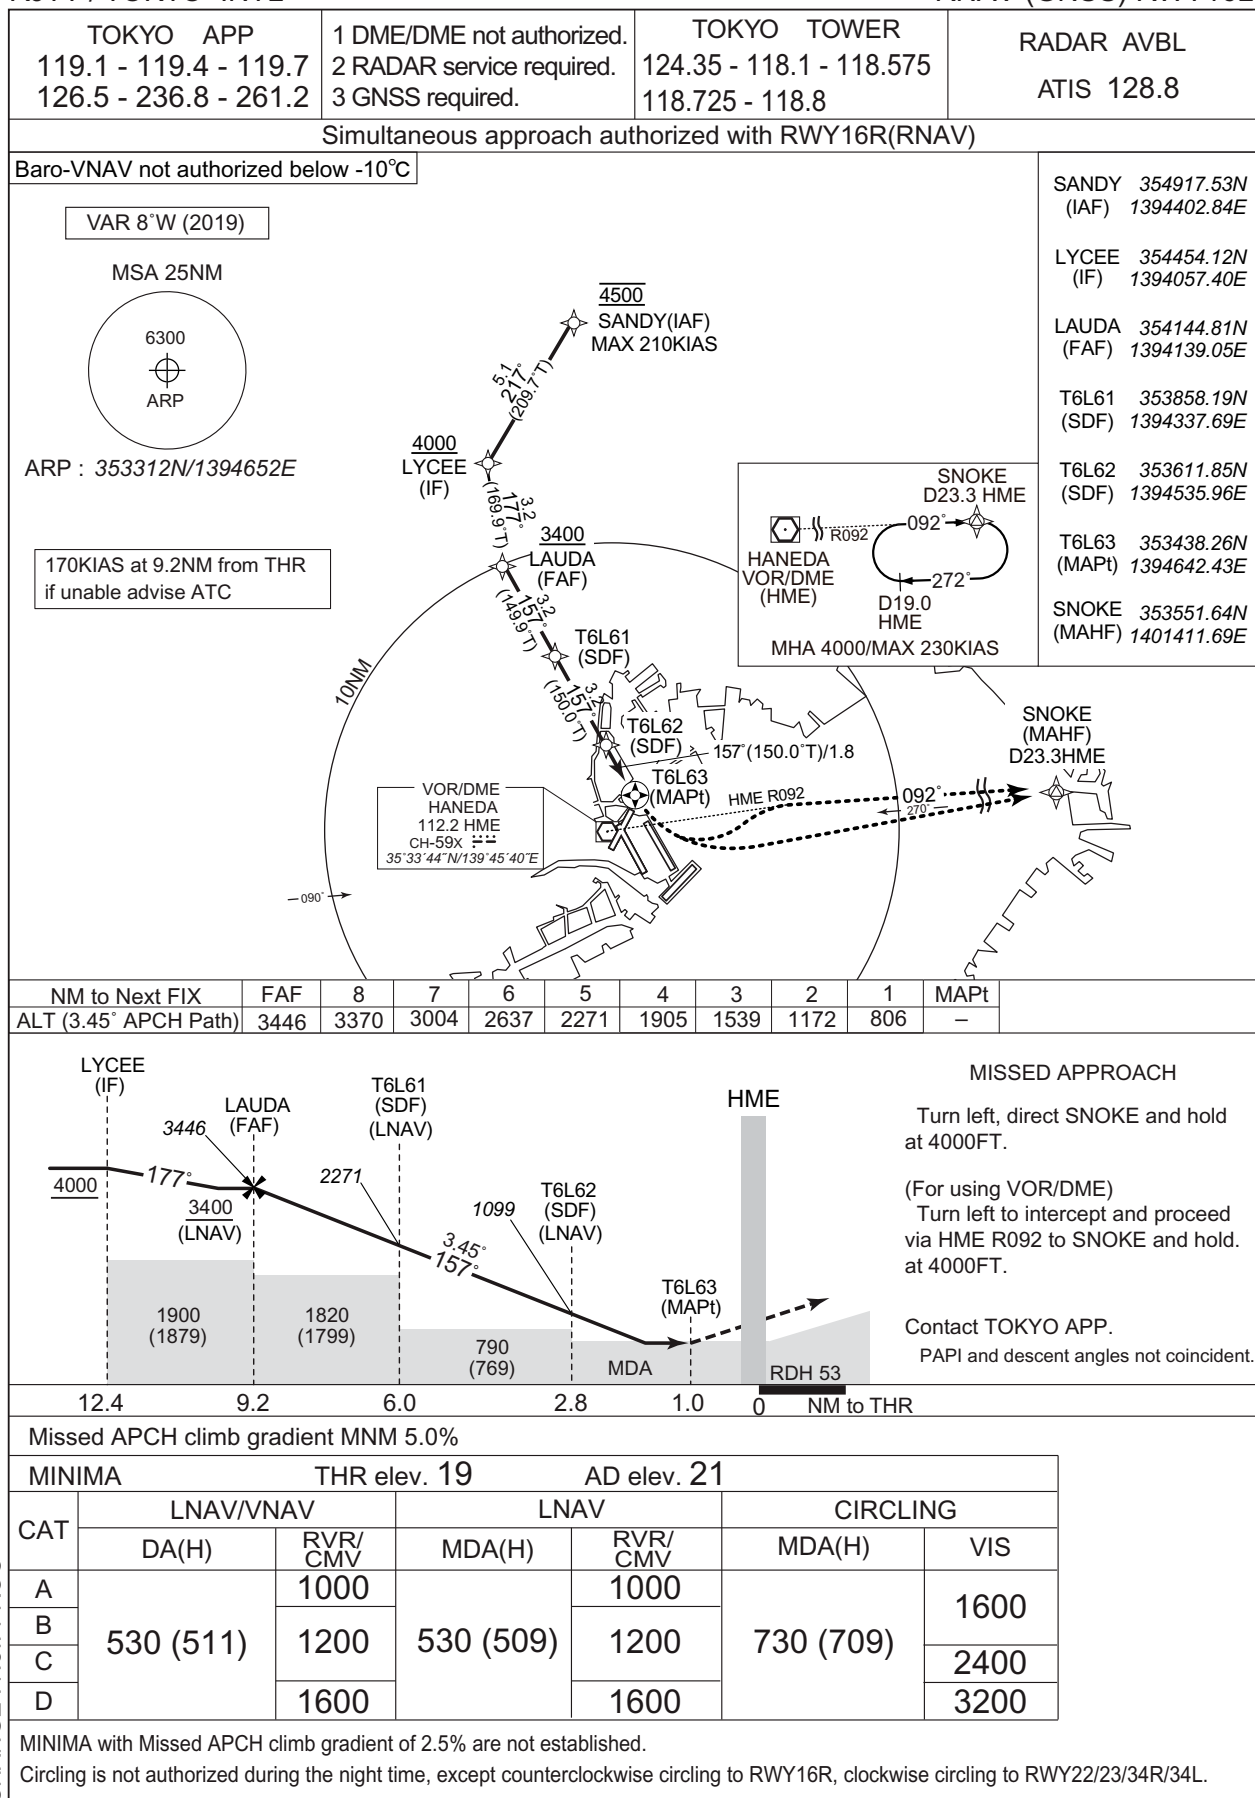 TOKYO APP
119.1 - 119.4 - 119.7
126.5 - 236.8 - 261.2
1 DME/DME not authorized.
2 RADAR service required.
3 GNSS required.
TOKYO TOWER
124.35 - 118.1 - 118.575
118.725 - 118.8
RADAR AVBL
ATIS 128.8
Simultaneous approach authorized with RWY16R(RNAV)
Baro-VNAV not authorized below -10°C
VAR 8°W (2019)
MSA 25NM
6300
ARP
ARP : 353312N/1394652E
170KIAS at 9.2NM from THR
if unable advise ATC
4500
SANDY(IAF)
MAX 210KIAS
5.1
217°
(209.7°T)
4000
LYCEE
(IF)
3.2
177°
(169.9°T)
3400
LAUDA
(FAF)
3.2
157°
(149.9°T)
T6L61
(SDF)
3.2
157°
(150.0°T)
T6L62
(SDF)
157°(150.0°T)/1.8
T6L63
(MAPt)
10NM
VOR/DME
HANEDA
112.2 HME
CH-59X
35°33´44˝N/139°45´40˝E
HME R092
092°
270°
090°
SNOKE
(MAHF)
D23.3HME
SNOKE
D23.3 HME
R092
092°
272°
HANEDA
VOR/DME
(HME)
D19.0
HME
MHA 4000/MAX 230KIAS
SANDY 354917.53N
(IAF) 1394402.84E
LYCEE 354454.12N
(IF) 1394057.40E
LAUDA 354144.81N
(FAF) 1394139.05E
T6L61 353858.19N
(SDF) 1394337.69E
T6L62 353611.85N
(SDF) 1394535.96E
T6L63 353438.26N
(MAPt) 1394642.43E
SNOKE 353551.64N
(MAHF) 1401411.69E
NM to Next FIX FAF 8 7 6 5 4 3 2 1 MAPt
ALT (3.45° APCH Path) 3446 3370 3004 2637 2271 1905 1539 1172 806 –
LYCEE
(IF)
LAUDA
(FAF)
3446
T6L61
(SDF)
(LNAV)
2271
T6L62
(SDF)
(LNAV)
1099
T6L63
(MAPt)
HME
4000
177°
3400
(LNAV)
3.45°
157°
1900
(1879)
1820
(1799)
790
(769)
MDA
RDH 53
12.4 9.2 6.0 2.8 1.0 0 NM to THR
MISSED APPROACH
Turn left, direct SNOKE and hold
at 4000FT.
(For using VOR/DME)
Turn left to intercept and proceed
via HME R092 to SNOKE and hold.
at 4000FT.
Contact TOKYO APP.
PAPI and descent angles not coincident.
Missed APCH climb gradient MNM 5.0%
MINIMA THR elev. 19 AD elev. 21
CAT LNAV/VNAV LNAV CIRCLING
DA(H) RVR/CMV MDA(H) RVR/CMV MDA(H) VIS
A 1000 1000 1600
B 530 (511) 1200 530 (509) 1200 730 (709)
C 2400
D 1600 1600 3200
MINIMA with Missed APCH climb gradient of 2.5% are not established.
Circling is not authorized during the night time, except counterclockwise circling to RWY16R, clockwise circling to RWY22/23/34R/34L.